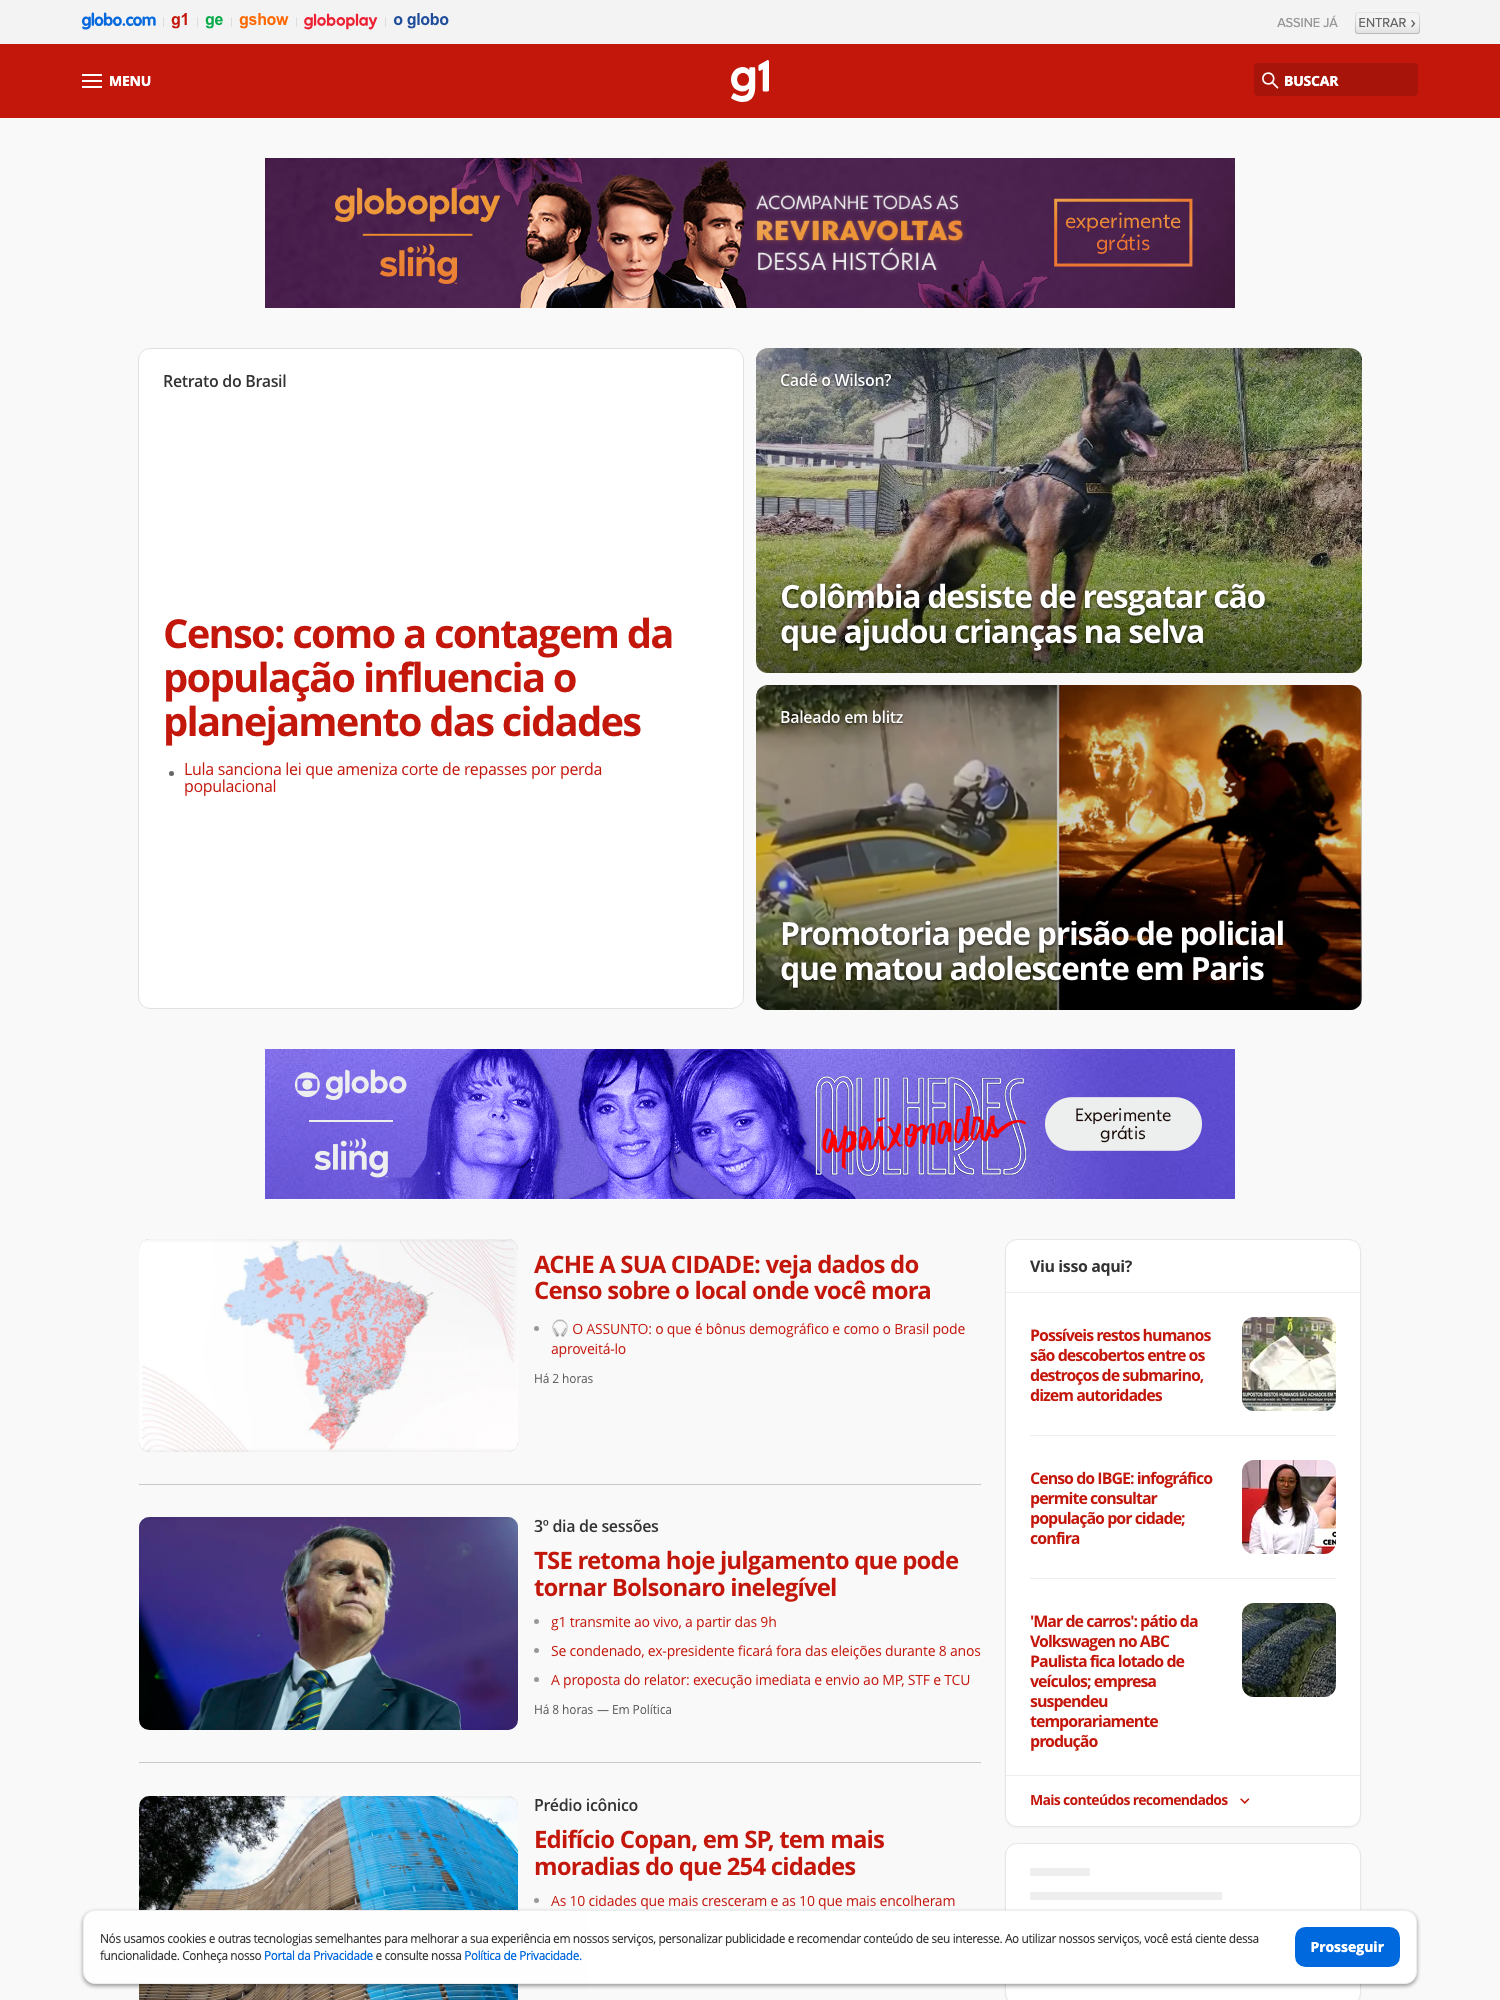 globo.com g1 ge gshow globoplay o globo ASSINE JÁ ENTRAR ›
MENU g1 BUSCAR
globoplay
sling
ACOMPANHE TODAS AS
REVIRAVOLTAS
DESSA HISTÓRIA
experimente
grátis
Retrato do Brasil
Censo: como a contagem da
população influencia o
planejamento das cidades
Lula sanciona lei que ameniza corte de repasses por perda
populacional
Cadê o Wilson?
Colômbia desiste de resgatar cão
que ajudou crianças na selva
Baleado em blitz
Promotoria pede prisão de policial
que matou adolescente em Paris
globo
sling
MULHERES
apaixonadas
Experimente
grátis
ACHE A SUA CIDADE: veja dados do
Censo sobre o local onde você mora
🎧 O ASSUNTO: o que é bônus demográfico e como o Brasil pode
aproveitá-lo
Há 2 horas
3º dia de sessões
TSE retoma hoje julgamento que pode
tornar Bolsonaro inelegível
g1 transmite ao vivo, a partir das 9h
Se condenado, ex-presidente ficará fora das eleições durante 8 anos
A proposta do relator: execução imediata e envio ao MP, STF e TCU
Há 8 horas — Em Política
Prédio icônico
Edifício Copan, em SP, tem mais
moradias do que 254 cidades
As 10 cidades que mais cresceram e as 10 que mais encolheram
Viu isso aqui?
Possíveis restos humanos
são descobertos entre os
destroços de submarino,
dizem autoridades
SUPOSTOS RESTOS HUMANOS SÃO ACHADOS EM
Censo do IBGE: infográfico
permite consultar
população por cidade;
confira
CEN
'Mar de carros': pátio da
Volkswagen no ABC
Paulista fica lotado de
veículos; empresa
suspendeu
temporariamente
produção
Mais conteúdos recomendados
Nós usamos cookies e outras tecnologias semelhantes para melhorar a sua experiência em nossos serviços, personalizar publicidade e recomendar conteúdo de seu interesse. Ao utilizar nossos serviços, você está ciente dessa
funcionalidade. Conheça nosso Portal da Privacidade e consulte nossa Política de Privacidade.
Prosseguir